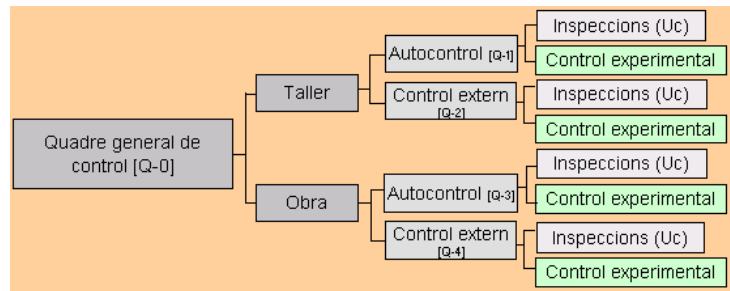 Quadre general de
control [Q-0]
Taller
Autocontrol [Q-1]
Inspeccions (Uc)
Control experimental
Control extern
[Q-2]
Inspeccions (Uc)
Control experimental
Obra
Autocontrol [Q-3]
Inspeccions (Uc)
Control experimental
Control extern
[Q-4]
Inspeccions (Uc)
Control experimental